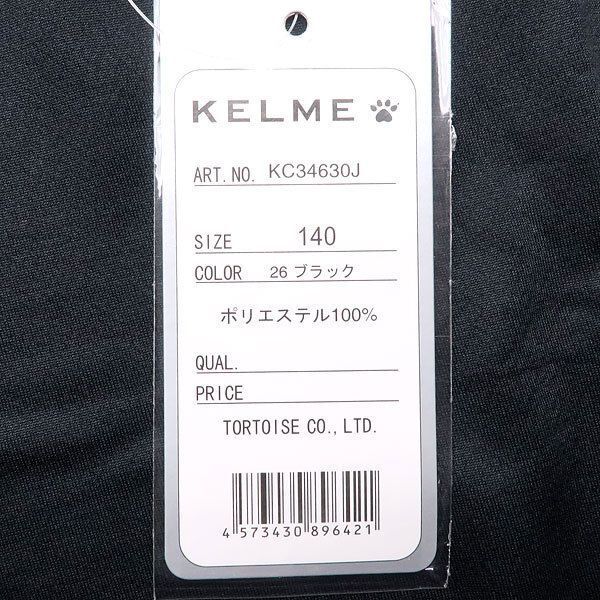 KELME
ART. NO. KC34630J
SIZE 140
COLOR 26 ブラック
ポリエステル100%
QUAL.
PRICE
TORTOISE CO., LTD.
4 573430 896421